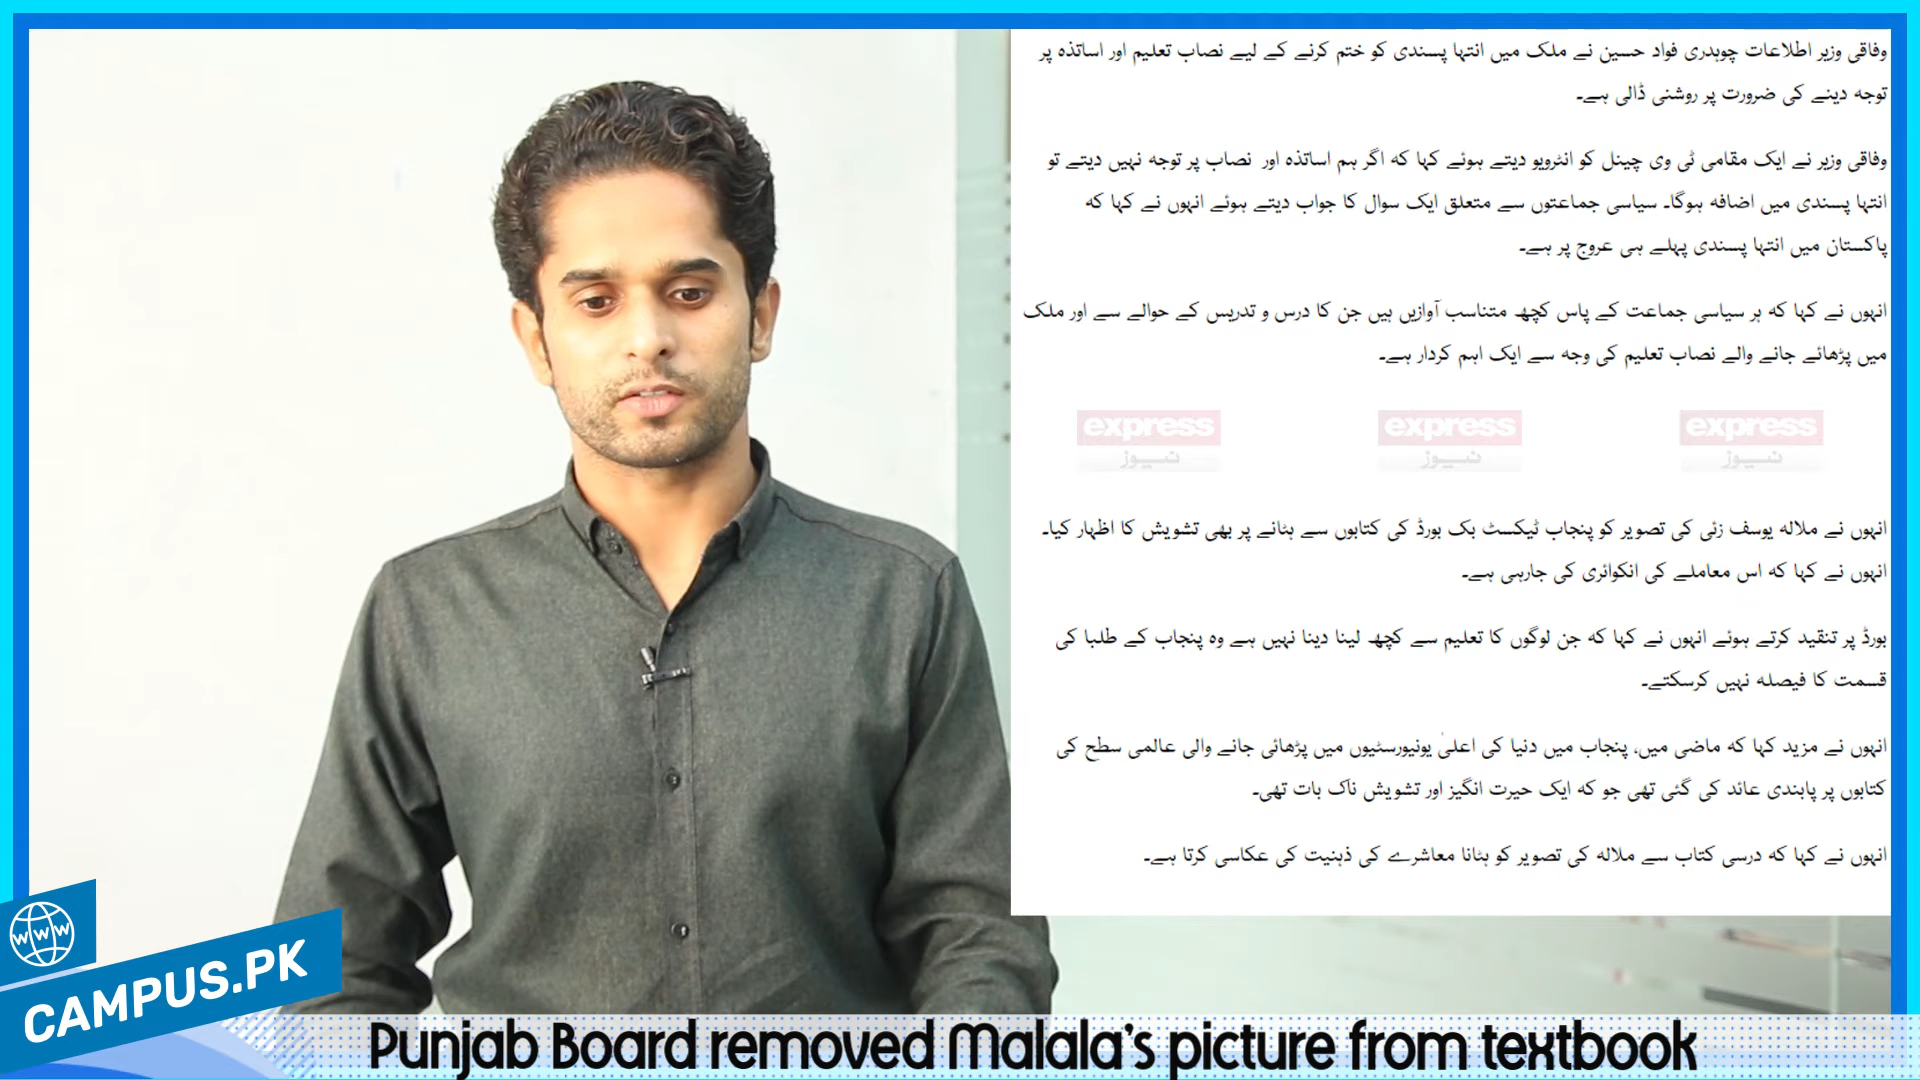 وفاقی وزیر اطلاعات چوہدری فواد حسین نے ملک میں انتہا پسندی کو ختم کرنے کے لیے نصاب تعلیم اور اساتذہ پر
توجہ دینے کی ضرورت پر روشنی ڈالی ہے۔
وفاقی وزیر نے ایک مقامی ٹی وی چینل کو انٹرویو دیتے ہوئے کہا کہ اگر ہم اساتذہ اور نصاب پر توجہ نہیں دیتے تو
انتہا پسندی میں اضافہ ہوگا۔ سیاسی جماعتوں سے متعلق ایک سوال کا جواب دیتے ہوئے انہوں نے کہا کہ
پاکستان میں انتہا پسندی پہلے ہی عروج پر ہے۔
انہوں نے کہا کہ ہر سیاسی جماعت کے پاس کچھ متناسب آوازیں ہیں جن کا درس و تدریس کے حوالے سے اور ملک
میں پڑھائے جانے والے نصاب تعلیم کی وجہ سے ایک اہم کردار ہے۔
express express express
نیوز نیوز نیوز
انہوں نے ملالہ یوسف زئی کی تصویر کو پنجاب ٹیکسٹ بک بورڈ کی کتابوں سے ہٹانے پر بھی تشویش کا اظہار کیا۔
انہوں نے کہا کہ اس معاملے کی انکوائری کی جارہی ہے۔
بورڈ پر تنقید کرتے ہوئے انہوں نے کہا کہ جن لوگوں کا تعلیم سے کچھ لینا دینا نہیں ہے وہ پنجاب کے طلبا کی
قسمت کا فیصلہ نہیں کرسکتے۔
انہوں نے مزید کہا کہ ماضی میں، پنجاب میں دنیا کی اعلیٰ یونیورسٹیوں میں پڑھائی جانے والی عالمی سطح کی
کتابوں پر پابندی عائد کی گئی تھی جو کہ ایک حیرت انگیز اور تشویش ناک بات تھی۔
انہوں نے کہا کہ درسی کتاب سے ملالہ کی تصویر کو ہٹانا معاشرے کی ذہنیت کی عکاسی کرتا ہے۔
WWW
CAMPUS.PK
Punjab Board removed Malala's picture from textbook